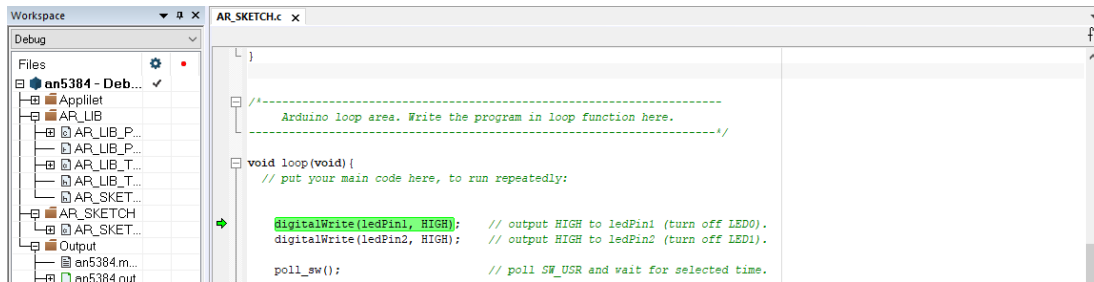 Workspace
AR_SKETCH.c x
Debug
Files
an5384 - Deb...
Applilet
AR_LIB
AR_LIB_P...
AR_LIB_P...
AR_LIB_T...
AR_LIB_T...
AR_SKET...
AR_SKETCH
AR_SKET...
Output
an5384.m...
an5384.out
}
/*----------------------------------------------------------------------
Arduino loop area. Write the program in loop function here.
----------------------------------------------------------------------*/
void loop(void){
// put your main code here, to run repeatedly:
digitalWrite(ledPin1, HIGH); // output HIGH to ledPin1 (turn off LED0).
digitalWrite(ledPin2, HIGH); // output HIGH to ledPin2 (turn off LED1).
poll_sw(); // poll SW_USR and wait for selected time.